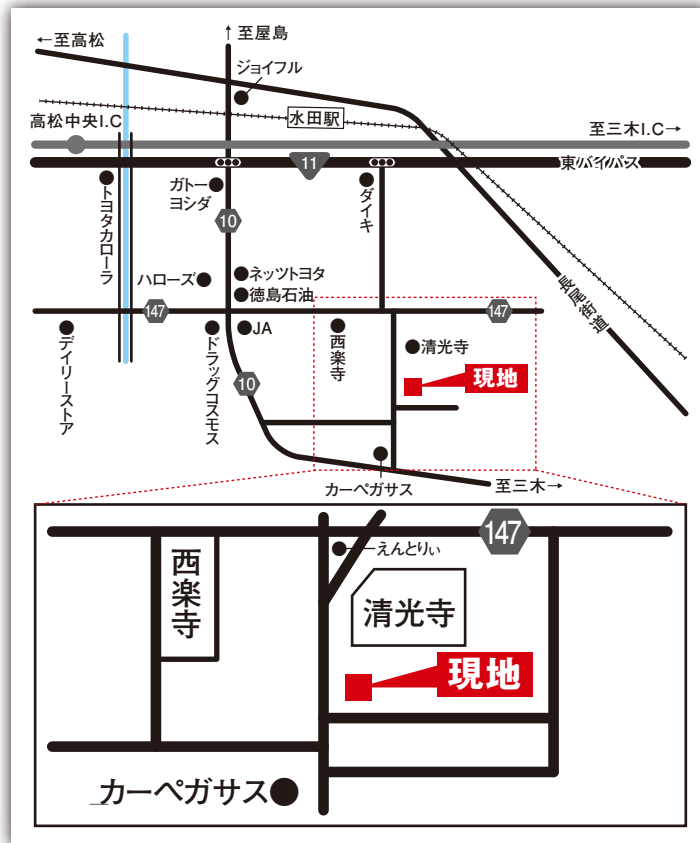 ←至高松
↑
至屋島
ジョイフル
高松中央I.C
水田駅
至三木I.C→
11
東バイパス
トヨタカローラ
ガトー
ヨシダ
10
ダイキ
ハローズ
ネッツトヨタ
徳島石油
147
147
長尾街道
デイリーストア
ドラッグコスモス
JA
西楽寺
清光寺
現地
10
カーペガサス
至三木→
147
えんとりぃ
西楽寺
清光寺
現地
カーペガサス